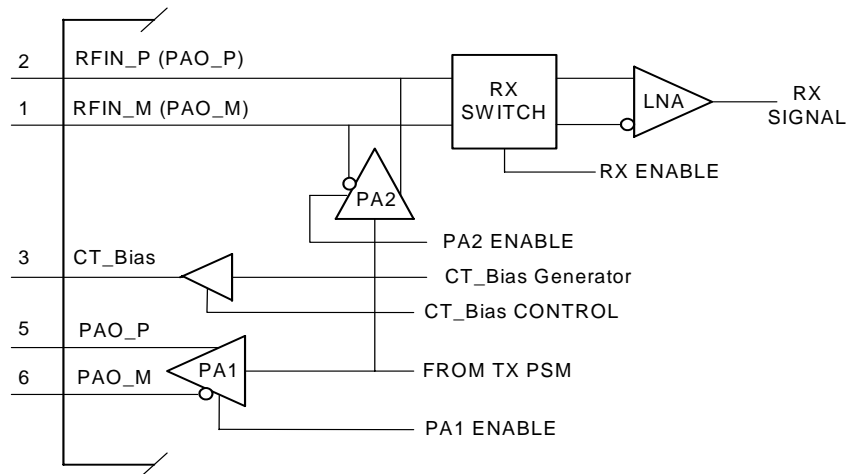 2 RFIN_P (PAO_P)
1 RFIN_M (PAO_M)
RX
SWITCH
LNA
RX
SIGNAL
RX ENABLE
PA2
PA2 ENABLE
3 CT_Bias
CT_Bias Generator
CT_Bias CONTROL
5 PAO_P
6 PAO_M
PA1
FROM TX PSM
PA1 ENABLE